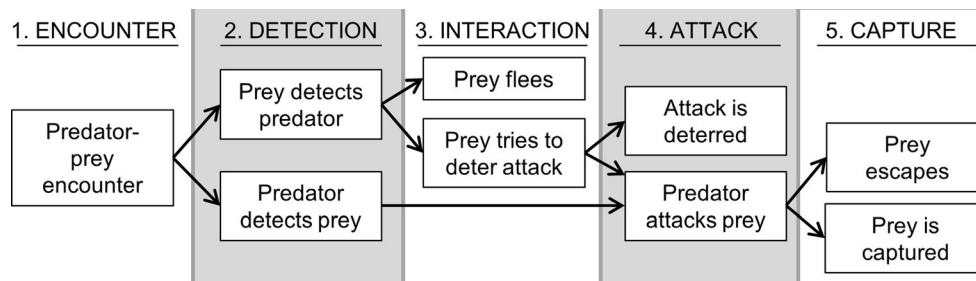 1. ENCOUNTER
2. DETECTION
3. INTERACTION
4. ATTACK
5. CAPTURE
Predator-
prey
encounter
Prey detects
predator
Predator
detects prey
Prey flees
Prey tries to
deter attack
Attack is
deterred
Predator
attacks prey
Prey
escapes
Prey is
captured